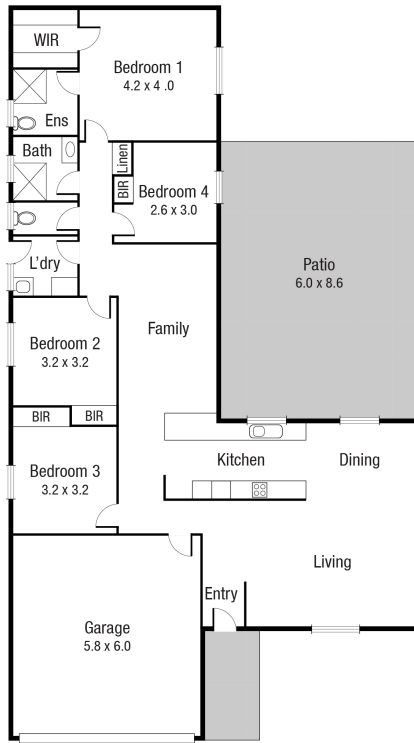 WIR
Bedroom 1
4.2 x 4 .0
Ens
Bath
Linen
BIR
Bedroom 4
2.6 x 3.0
L'dry
Patio
6.0 x 8.6
Family
Bedroom 2
3.2 x 3.2
BIR
BIR
Kitchen
Dining
Bedroom 3
3.2 x 3.2
Living
Entry
Garage
5.8 x 6.0